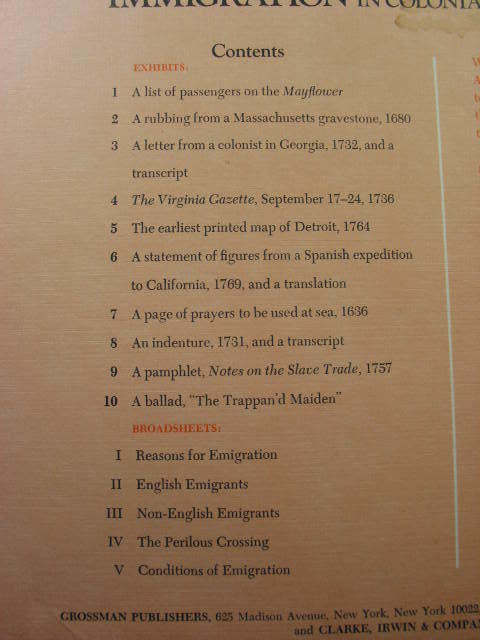 IMMIGRATION IN COLONIA
Contents
EXHIBITS:
1 A list of passengers on the Mayflower
2 A rubbing from a Massachusetts gravestone, 1680
3 A letter from a colonist in Georgia, 1732, and a
transcript
4 The Virginia Gazette, September 17–24, 1736
5 The earliest printed map of Detroit, 1764
6 A statement of figures from a Spanish expedition
to California, 1769, and a translation
7 A page of prayers to be used at sea, 1636
8 An indenture, 1731, and a transcript
9 A pamphlet, Notes on the Slave Trade, 1757
10 A ballad, "The Trappan'd Maiden"
BROADSHEETS:
I Reasons for Emigration
II English Emigrants
III Non-English Emigrants
IV The Perilous Crossing
V Conditions of Emigration
GROSSMAN PUBLISHERS, 625 Madison Avenue, New York, New York 10022
and CLARKE, IRWIN & COMPA